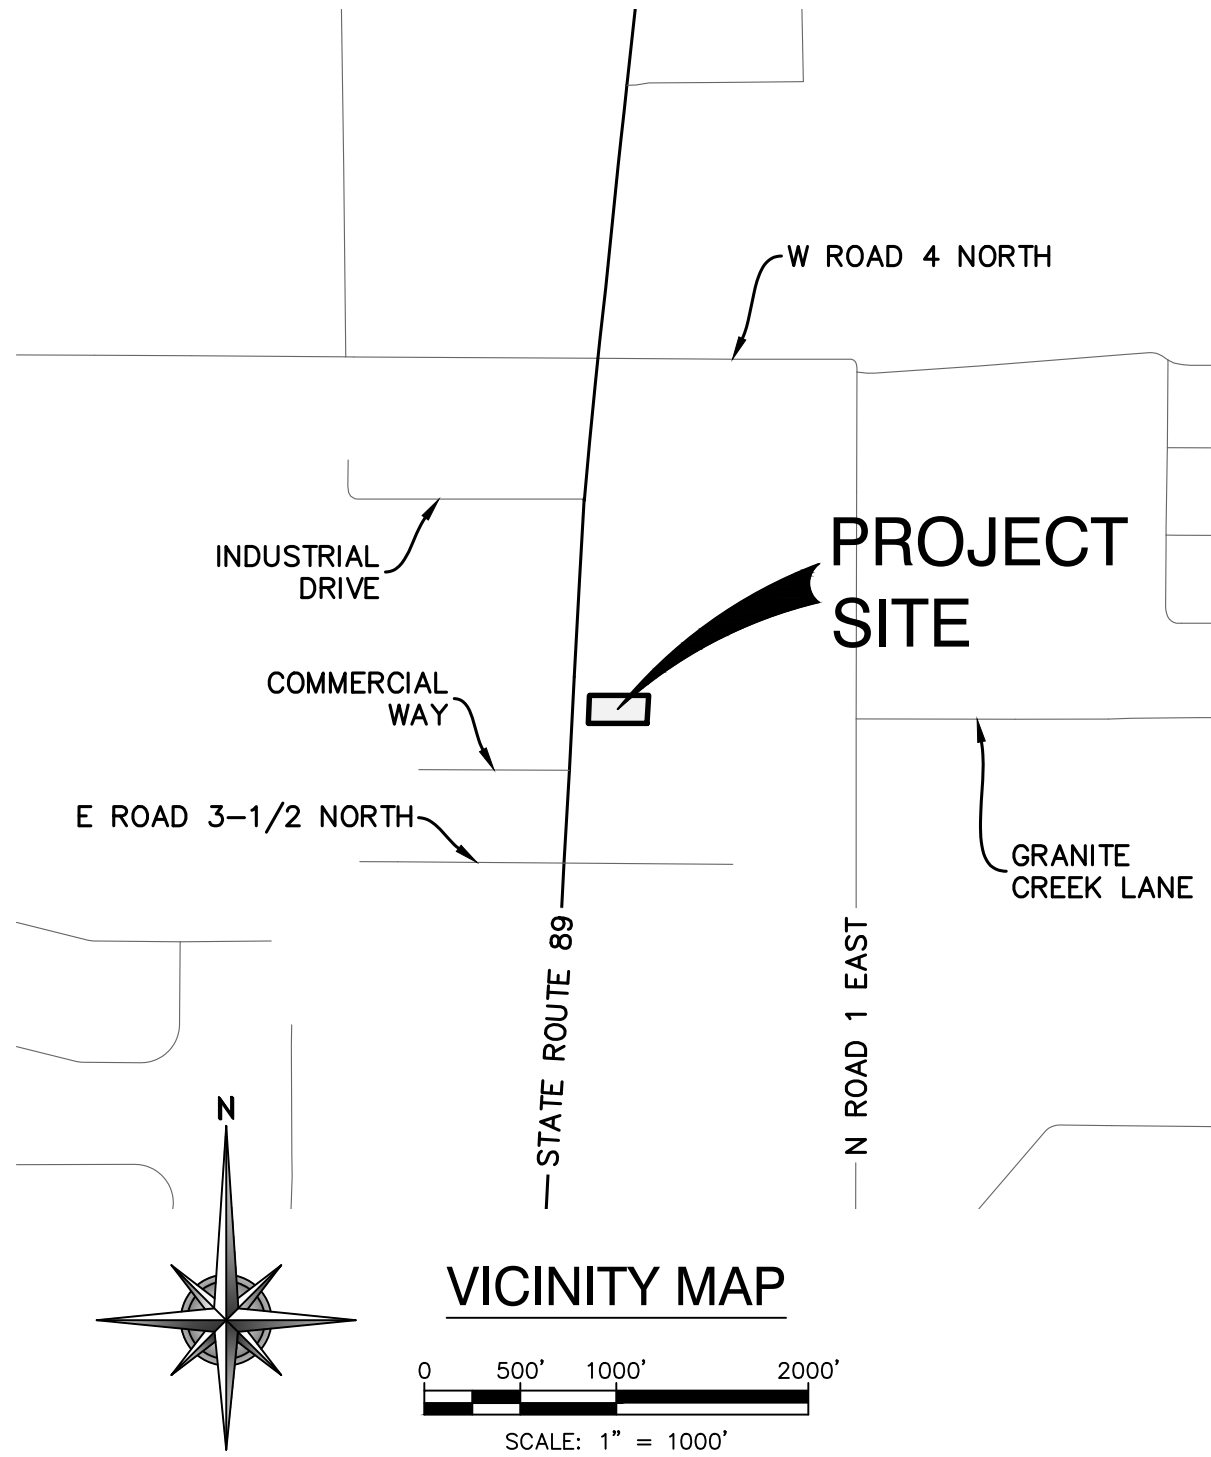 W ROAD 4 NORTH
PROJECT
SITE
INDUSTRIAL
DRIVE
COMMERCIAL
WAY
E ROAD 3-1/2 NORTH
GRANITE
CREEK LANE
STATE ROUTE 89
N ROAD 1 EAST
N
VICINITY MAP
0 500' 1000' 2000'
SCALE: 1" = 1000'